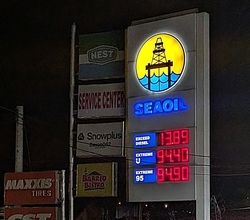 NEST
SERVICE CENTER
SEAOIL
Snowplus
EXCEED
DIESEL
13.89
EXTREME
U
94.40
EXTREME
95
94.90
MAXXIS
TIRES